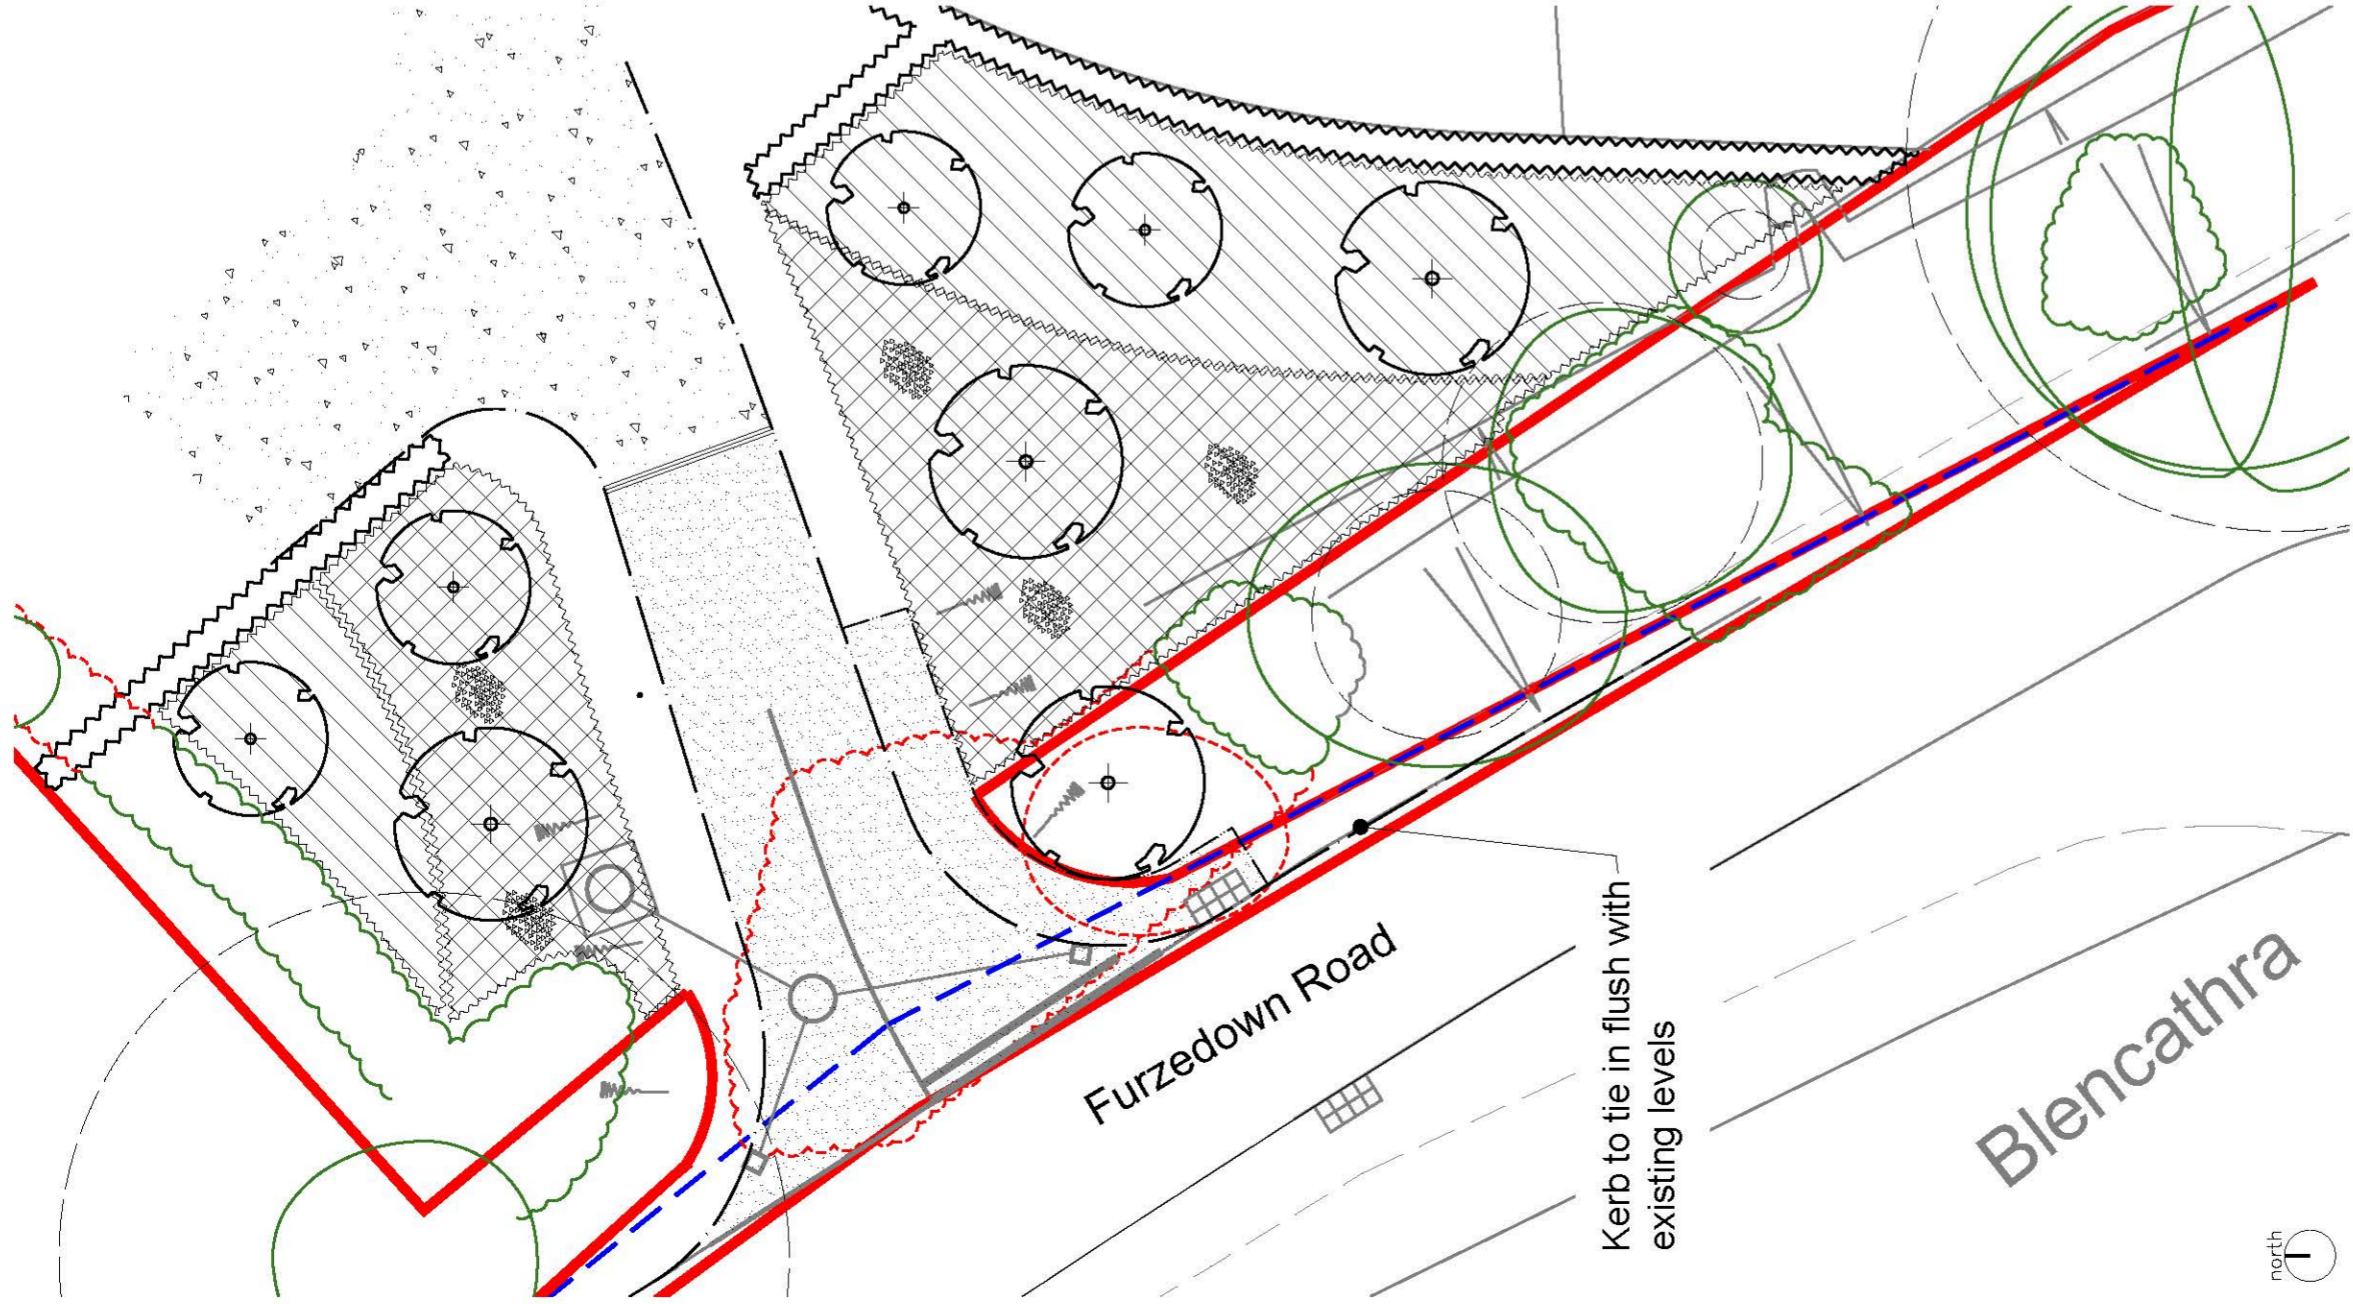 Furzedown Road
Kerb to tie in flush with
existing levels
Blencathra
north